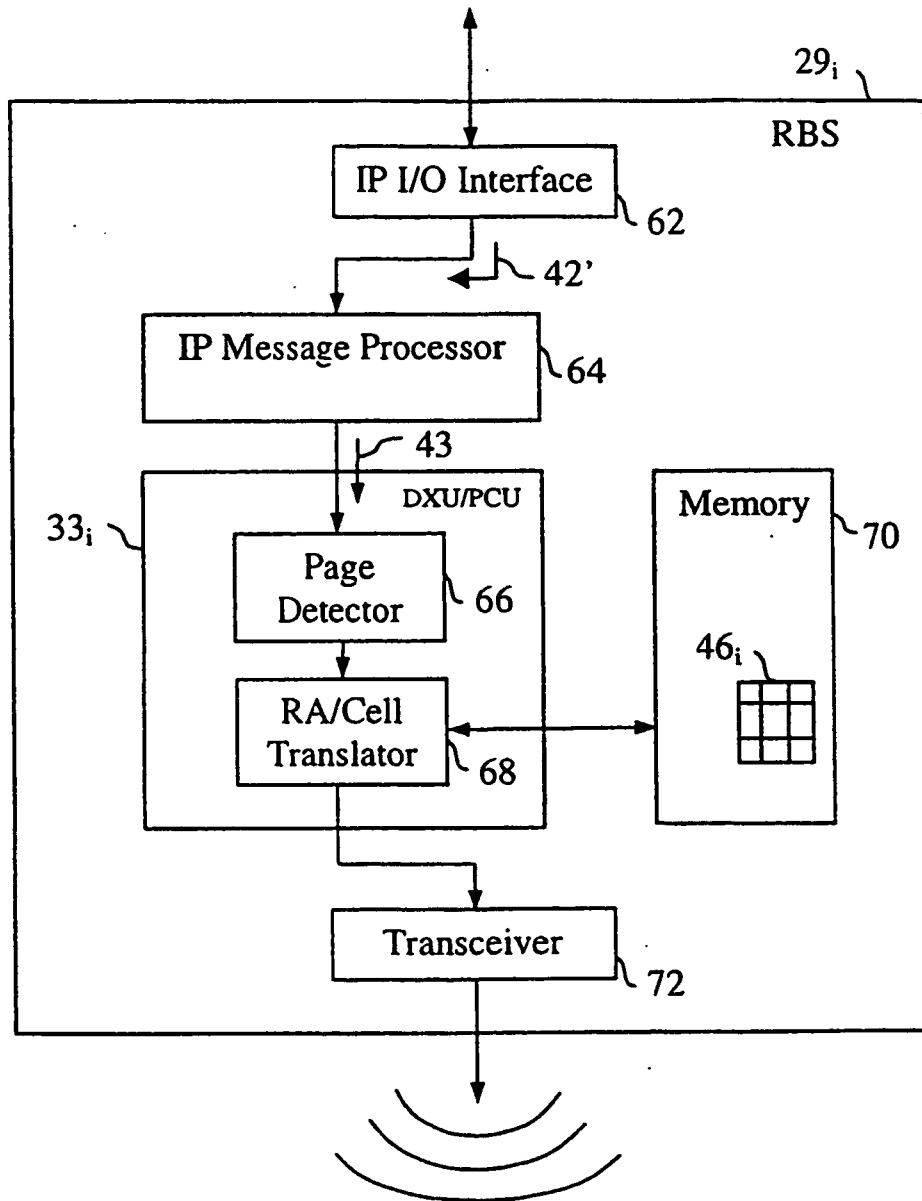 29i
RBS
IP I/O Interface
62
42'
IP Message Processor
64
43
DXU/PCU
33i
Page
Detector
66
Memory
70
46i
RA/Cell
Translator
68
Transceiver
72